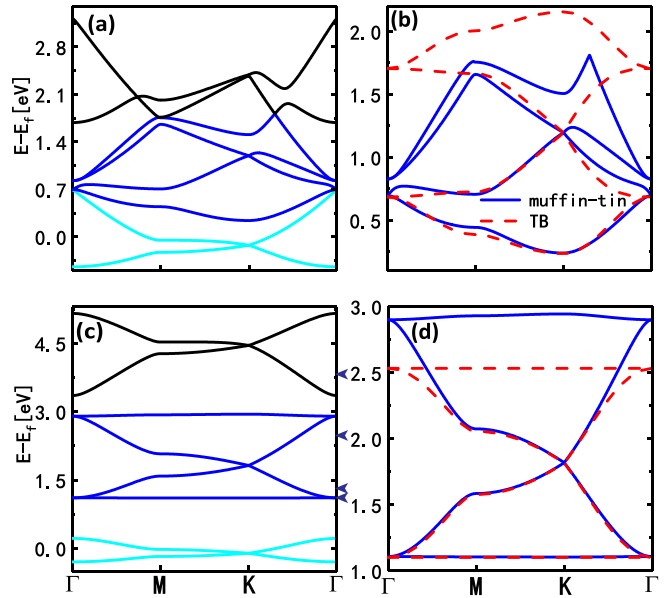 (a)
(b)
E-E_f[eV]
2.8
2.1
1.4
0.7
0.0
2.0
1.5
1.0
0.5
muffin-tin
TB
(c)
(d)
E-E_f[eV]
4.5
3.0
1.5
0.0
3.0
2.5
2.0
1.5
1.0
Γ M K Γ
Γ M K Γ